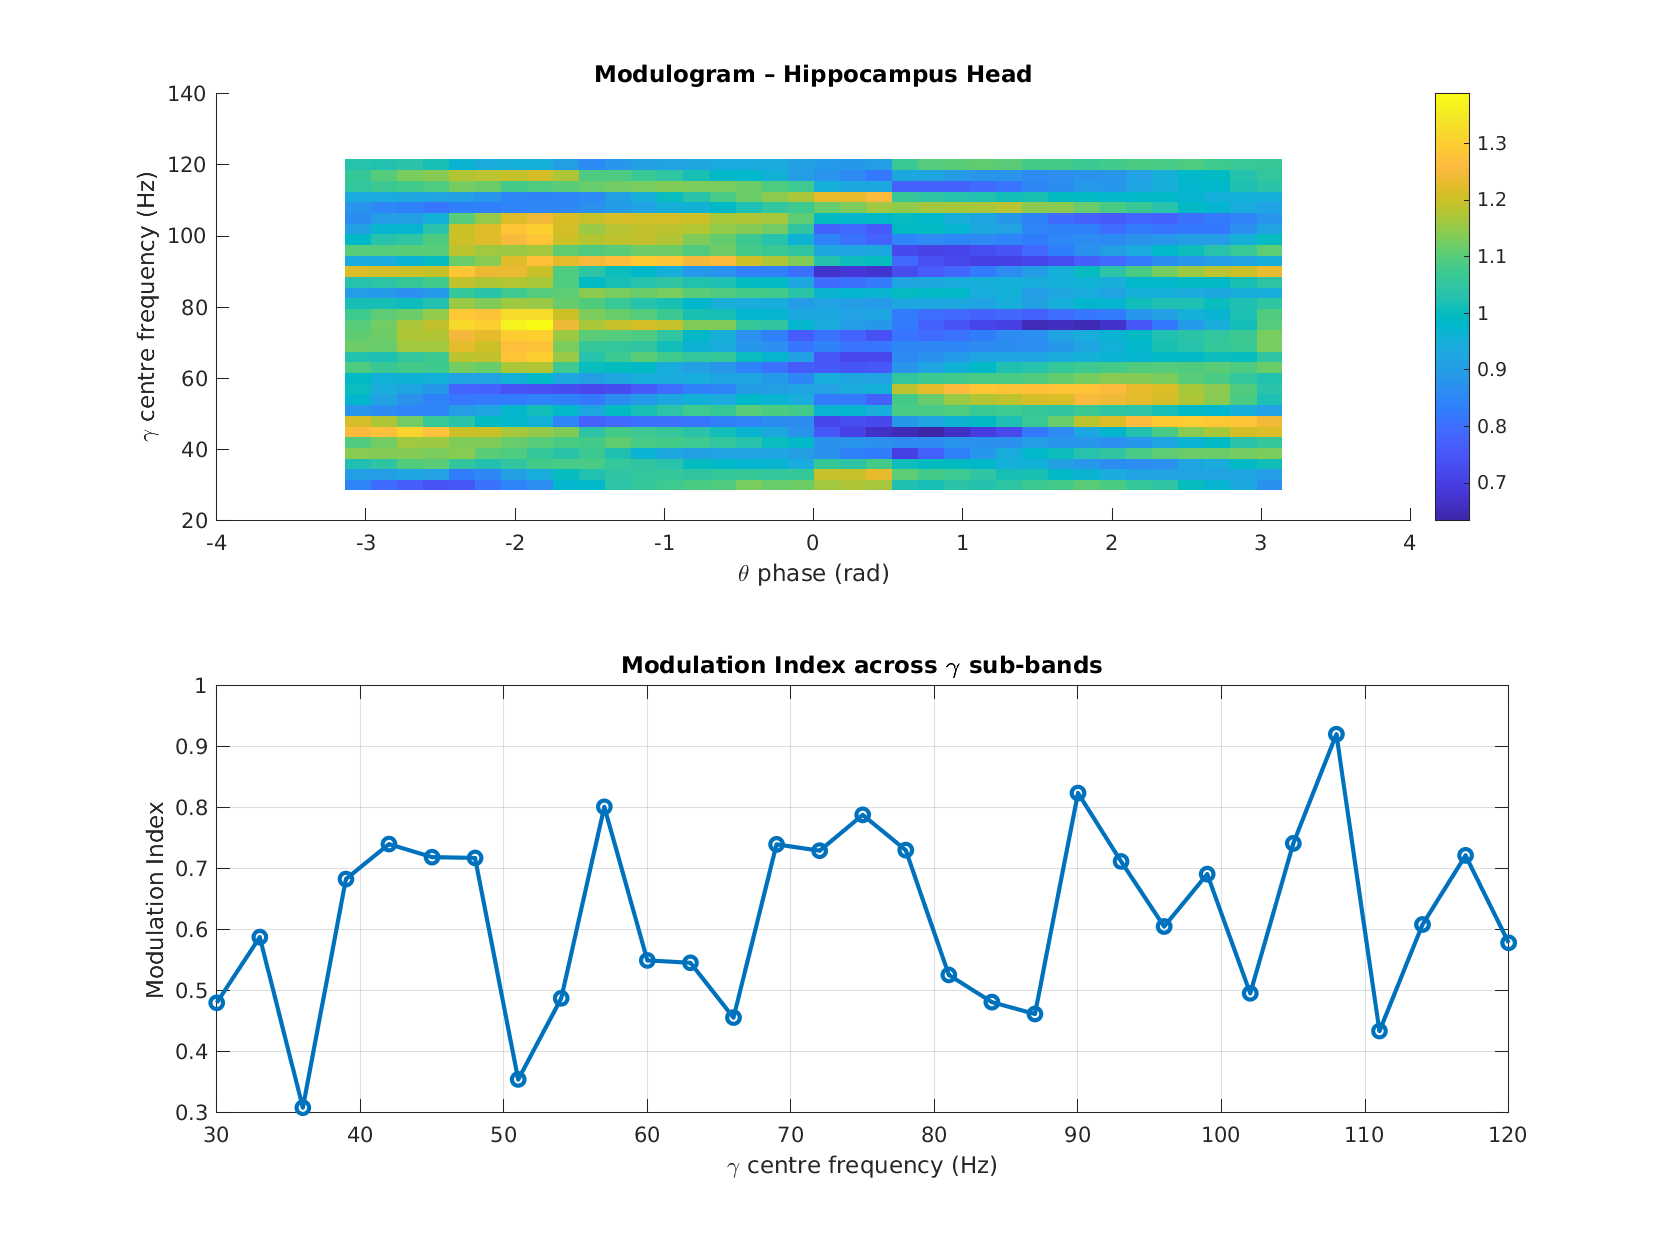 Modulogram – Hippocampus Head
γ centre frequency (Hz)
140
120
100
80
60
40
20
-4 -3 -2 -1 0 1 2 3 4
θ phase (rad)
1.3
1.2
1.1
1
0.9
0.8
0.7
Modulation Index across γ sub-bands
Modulation Index
1
0.9
0.8
0.7
0.6
0.5
0.4
0.3
30 40 50 60 70 80 90 100 110 120
γ centre frequency (Hz)